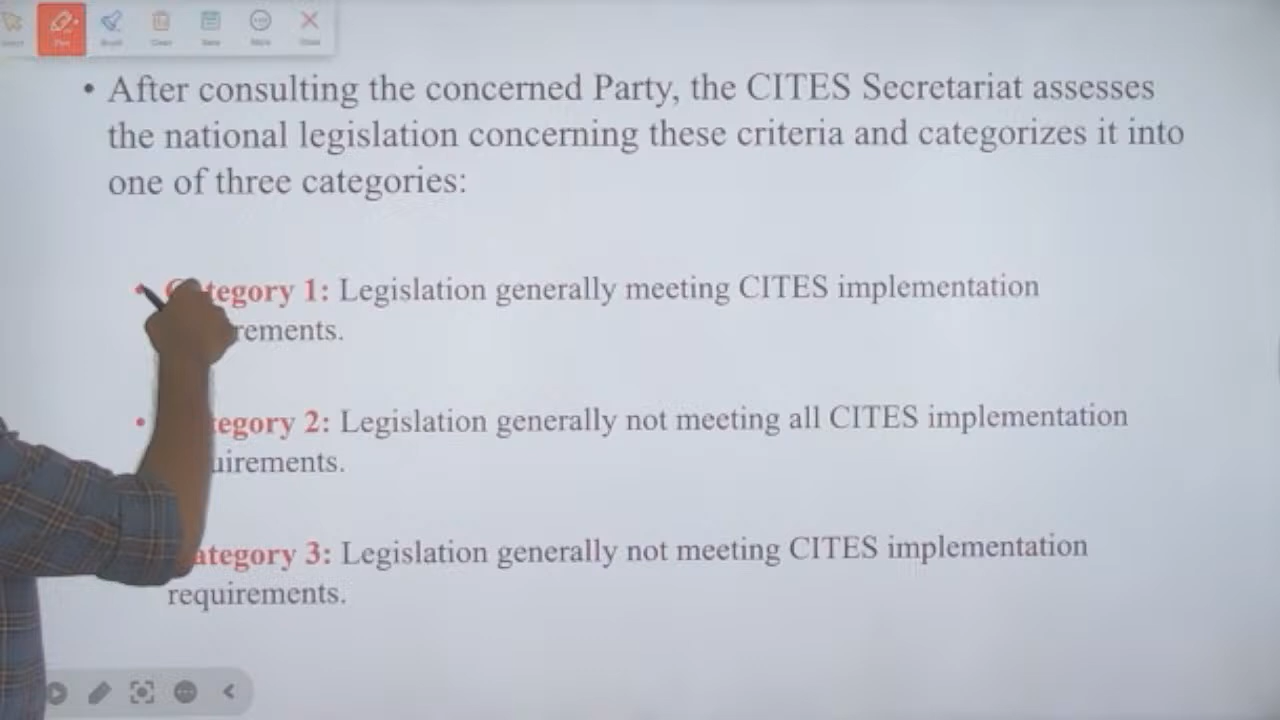 • After consulting the concerned Party, the CITES Secretariat assesses
the national legislation concerning these criteria and categorizes it into
one of three categories:
tegory 1: Legislation generally meeting CITES implementation
rements.
• tegory 2: Legislation generally not meeting all CITES implementation
uirements.
ategory 3: Legislation generally not meeting CITES implementation
requirements.